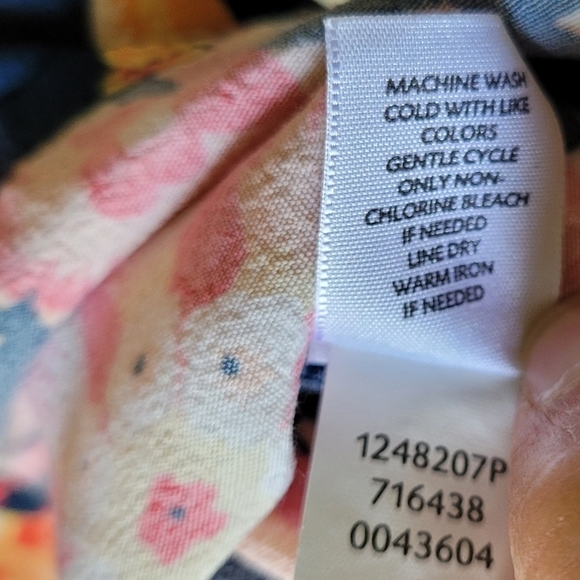 MACHINE WASH
COLD WITH LIKE
COLORS
GENTLE CYCLE
ONLY NON-
CHLORINE BLEACH
IF NEEDED
LINE DRY
WARM IRON
IF NEEDED
1248207P
716438
0043604